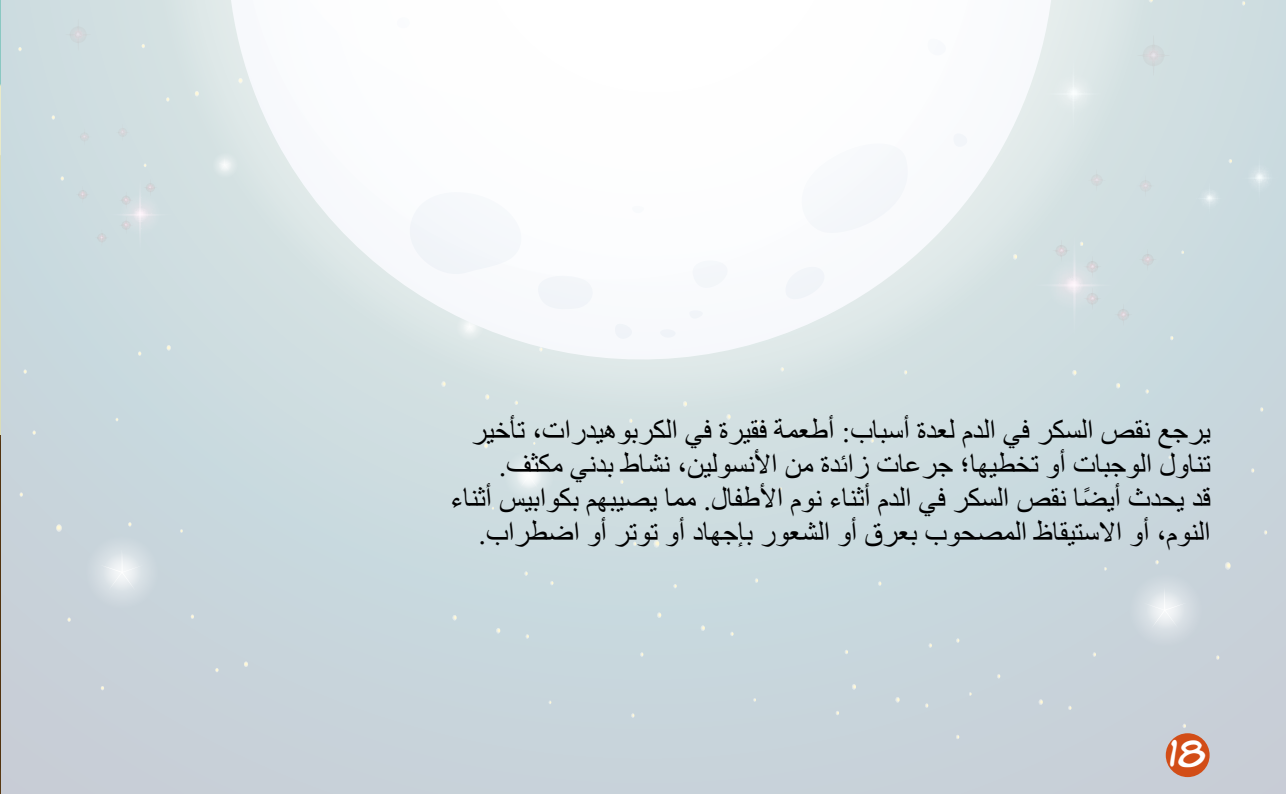 يرجع نقص السكر في الدم لعدة أسباب: أطعمة فقيرة في الكربوهيدرات، تأخير
تناول الوجبات أو تخطيها؛ جرعات زائدة من الأنسولين، نشاط بدني مكثف.
قد يحدث أيضًا نقص السكر في الدم أثناء نوم الأطفال. مما يصيبهم بكوابيس أثناء
النوم، أو الاستيقاظ المصحوب بعرق أو الشعور بإجهاد أو توتر أو اضطراب.
18